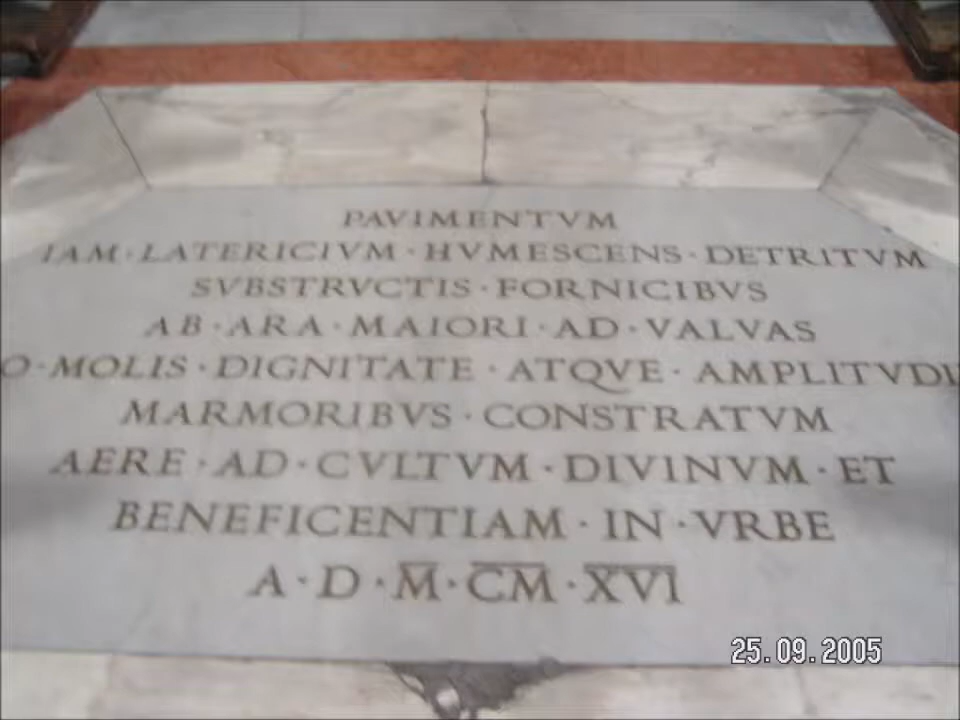 PAVIMENTVM
IAM · LATERICIVM · HVMESCENS · DETRITVM
SVBSTRVCTIS · FORNICIBVS
AB · ARA · MAIORI · AD · VALVAS
· MOLIS · DIGNITATE · ATQVE ·
MARMORIBVS · CONSTRATVM
AERE · AD · CVLTVM · DIVINVM · ET
BENEFICENTIAM · IN · VRBE
A · D · M · CM · XVI
25.09.2005